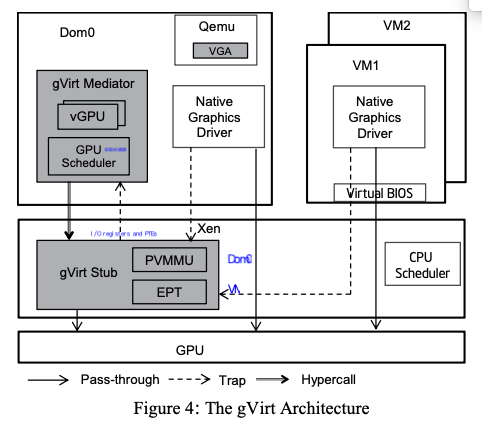 Dom0
Qemu
VGA
VM2
VM1
gVirt Mediator
vGPU
GPU
Scheduler
Native
Graphics
Driver
Native
Graphics
Driver
Virtual BIOS
I/O registers and PTEs
Xen
gVirt Stub
PVMMU
EPT
Dom0
CPU
Scheduler
GPU
Pass-through
Trap
Hypercall
Figure 4: The gVirt Architecture